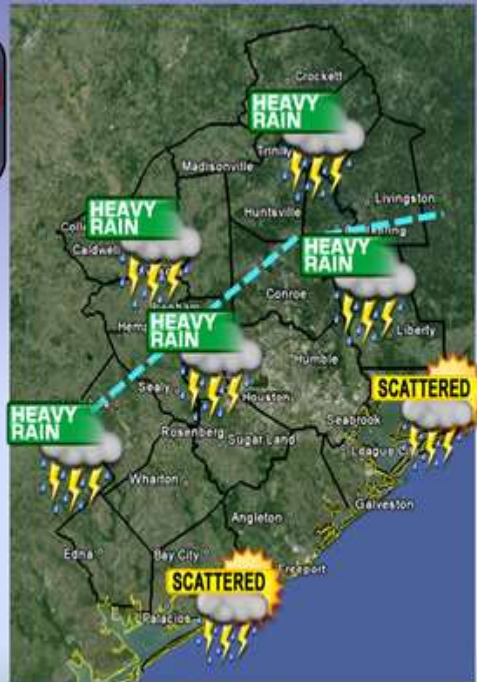 Crockett
HEAVY
RAIN
Trinity
Madisonville
Livingston
Huntsville
HEAVY
RAIN
Caldwell
HEAVY
RAIN
Conroe
Liberty
HEAVY
RAIN
Humble
SCATTERED
Sealy
Houston
Seabrook
HEAVY
RAIN
Rosenberg
Sugar Land
League
Wharton
Galveston
Angleton
Edna
Bay City
Freeport
SCATTERED
Palacios